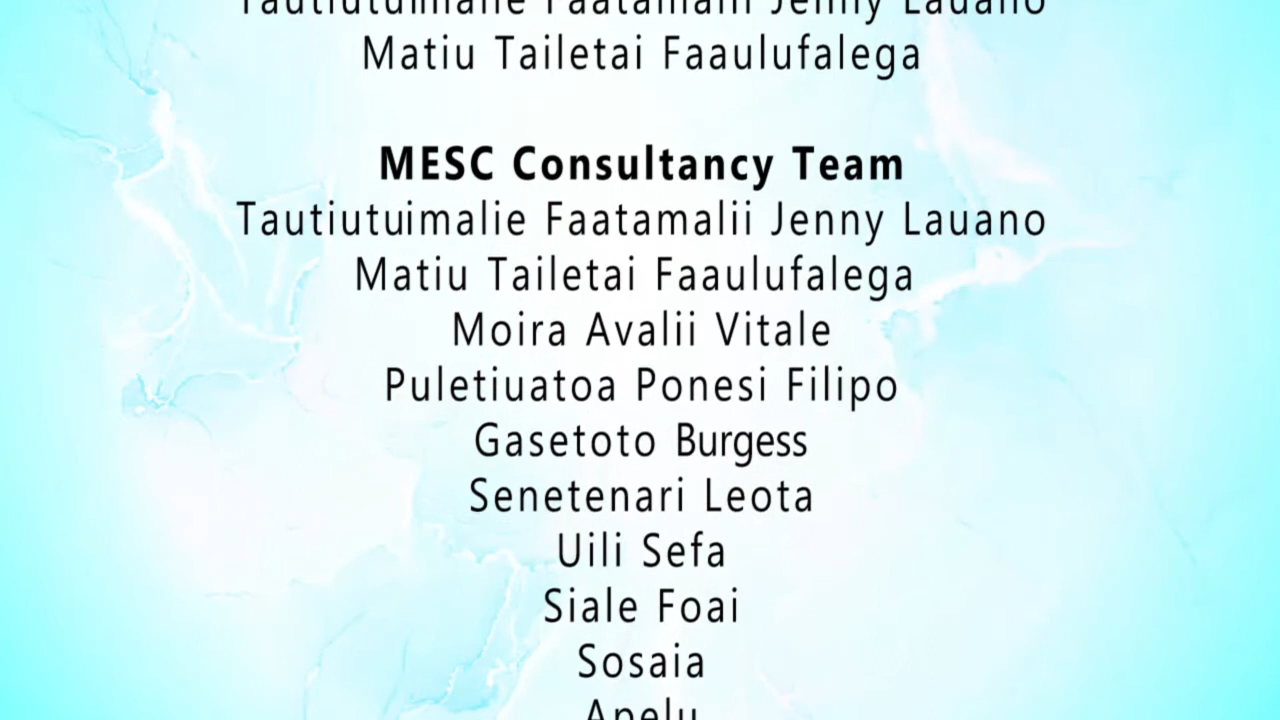 Tautiutuimalie Faatamalii Jenny Lauano
Matiu Tailetai Faaulufalega
MESC Consultancy Team
Tautiutuimalie Faatamalii Jenny Lauano
Matiu Tailetai Faaulufalega
Moira Avalii Vitale
Puletiuatoa Ponesi Filipo
Gasetoto Burgess
Senetenari Leota
Uili Sefa
Siale Foai
Sosaia
Apelu